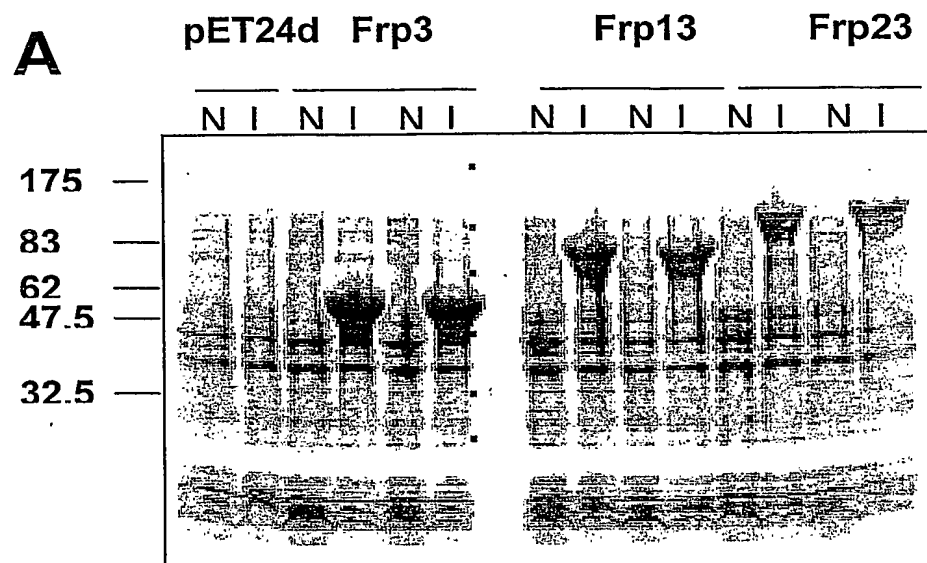 A
pET24d Frp3 Frp13 Frp23
N I N I N I N I N I N I N I
175
83
62
47.5
32.5